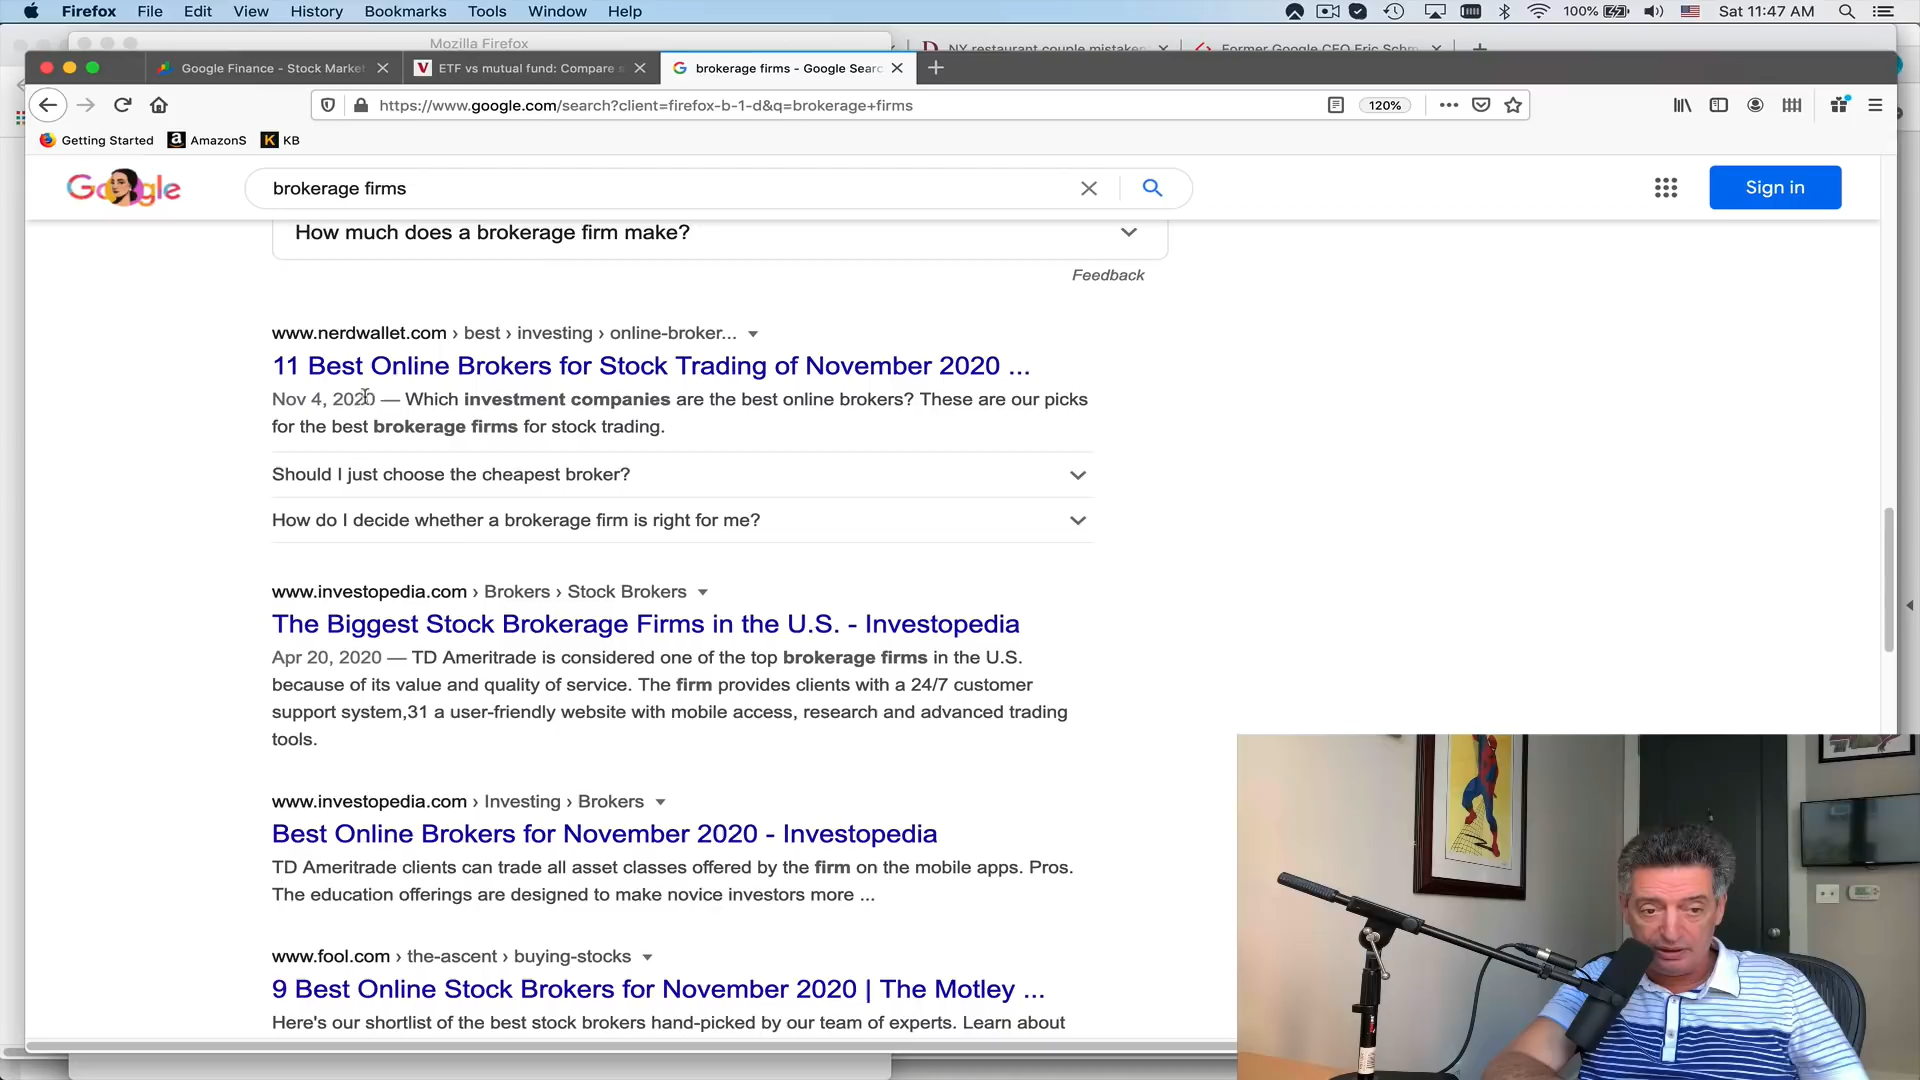 Firefox File Edit View History Bookmarks Tools Window Help 100% Sat 11:47 AM
Mozilla Firefox
NY restaurant couple mistaken
Former Google CEO Eric Schm
Google Finance - Stock Marke
ETF vs mutual fund: Compare s
brokerage firms - Google Searc
https://www.google.com/search?client=firefox-b-1-d&q=brokerage+firms
120%
Getting Started AmazonS KB
Google
brokerage firms
Sign in
How much does a brokerage firm make?
Feedback
www.nerdwallet.com › best › investing › online-broker...
11 Best Online Brokers for Stock Trading of November 2020 ...
Nov 4, 2020 — Which investment companies are the best online brokers? These are our picks
for the best brokerage firms for stock trading.
Should I just choose the cheapest broker?
How do I decide whether a brokerage firm is right for me?
www.investopedia.com › Brokers › Stock Brokers
The Biggest Stock Brokerage Firms in the U.S. - Investopedia
Apr 20, 2020 — TD Ameritrade is considered one of the top brokerage firms in the U.S.
because of its value and quality of service. The firm provides clients with a 24/7 customer
support system,31 a user-friendly website with mobile access, research and advanced trading
tools.
www.investopedia.com › Investing › Brokers
Best Online Brokers for November 2020 - Investopedia
TD Ameritrade clients can trade all asset classes offered by the firm on the mobile apps. Pros.
The education offerings are designed to make novice investors more ...
www.fool.com › the-ascent › buying-stocks
9 Best Online Stock Brokers for November 2020 | The Motley ...
Here's our shortlist of the best stock brokers hand-picked by our team of experts. Learn about